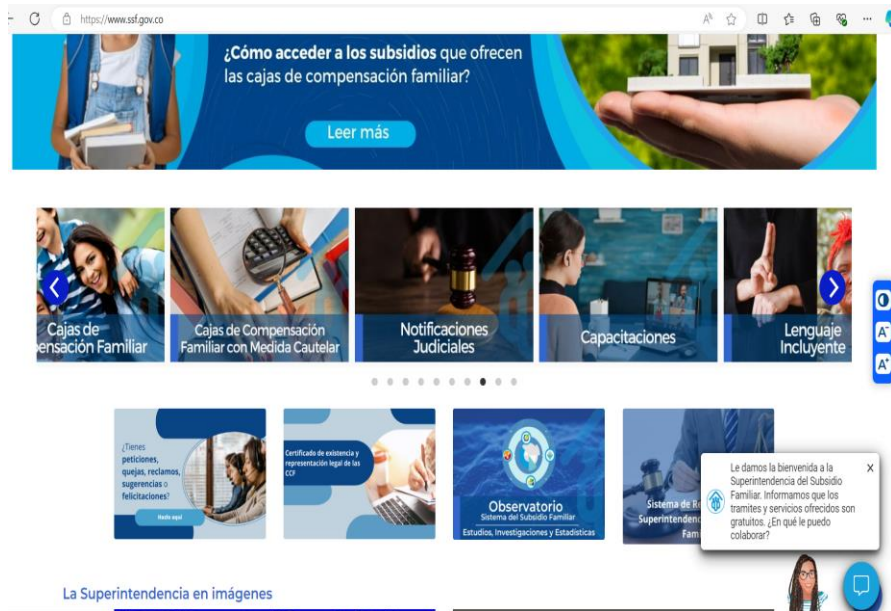 https://www.ssf.gov.co
¿Cómo acceder a los subsidios que ofrecen
las cajas de compensación familiar?
Leer más
Cajas de
ensación Familiar
Cajas de Compensación
Familiar con Medida Cautelar
Notificaciones
Judiciales
Capacitaciones
Lenguaje
Incluyente
A-
A+
¿Tienes
peticiones,
quejas, reclamos,
sugerencias o
felicitaciones?
Hazlo aquí
Certificado de existencia y
representación legal de las
CCF
Observatorio
Sistema del Subsidio Familiar
Estudios, Investigaciones y Estadísticas
Sistema de Re
Superintendenc
Fami
Le damos la bienvenida a la
Superintendencia del Subsidio
Familiar. Informamos que los
tramites y servicios ofrecidos son
gratuitos. ¿En qué le puedo
colaborar?
X
La Superintendencia en imágenes